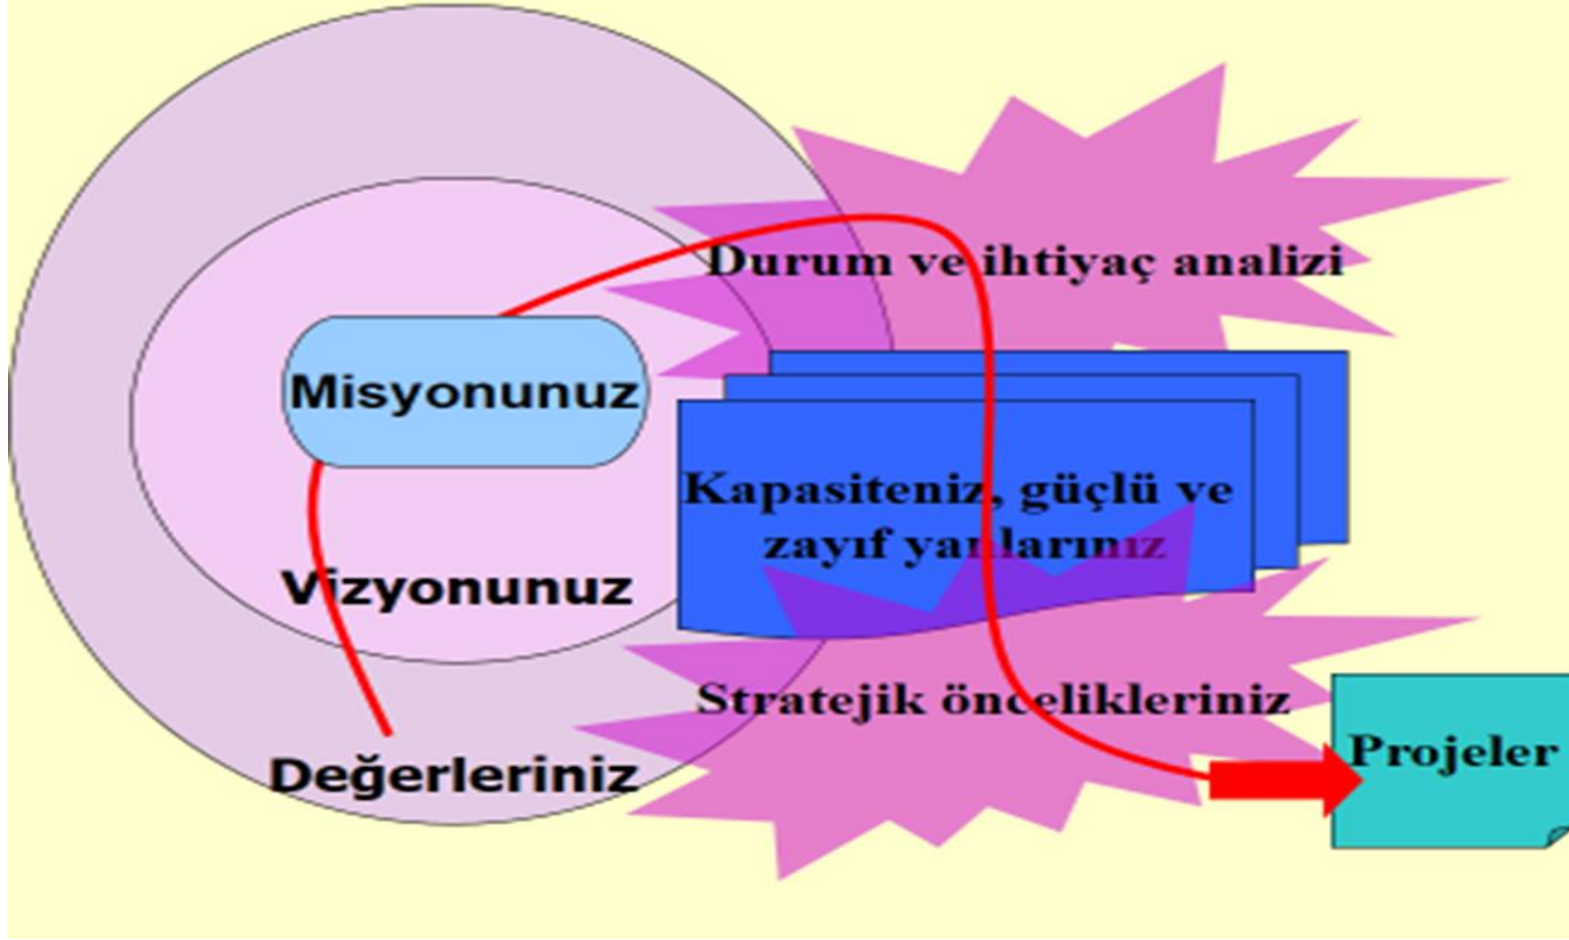 Durum ve ihtiyaç analizi
Misyonunuz
Kapasiteniz, güçlü ve
zayıf yanlarınız
Vizyonunuz
Stratejik öncelikleriniz
Değerleriniz
Projeler